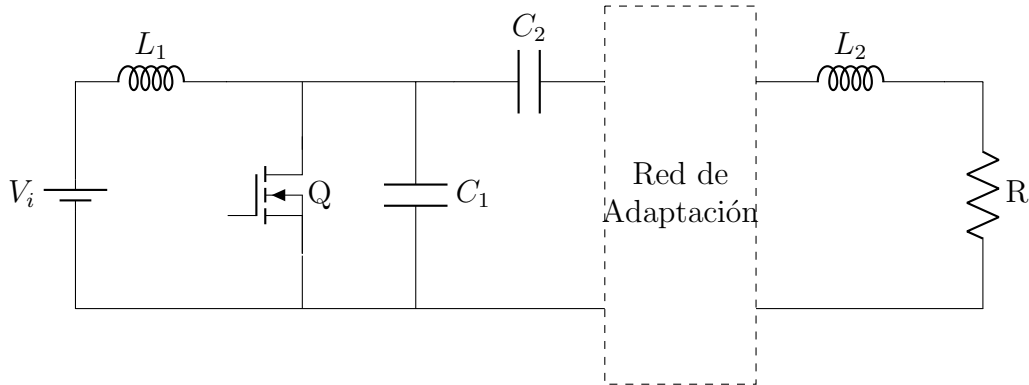 L₁
C₂
L₂
Vᵢ
Q
C₁
Red de
Adaptación
R